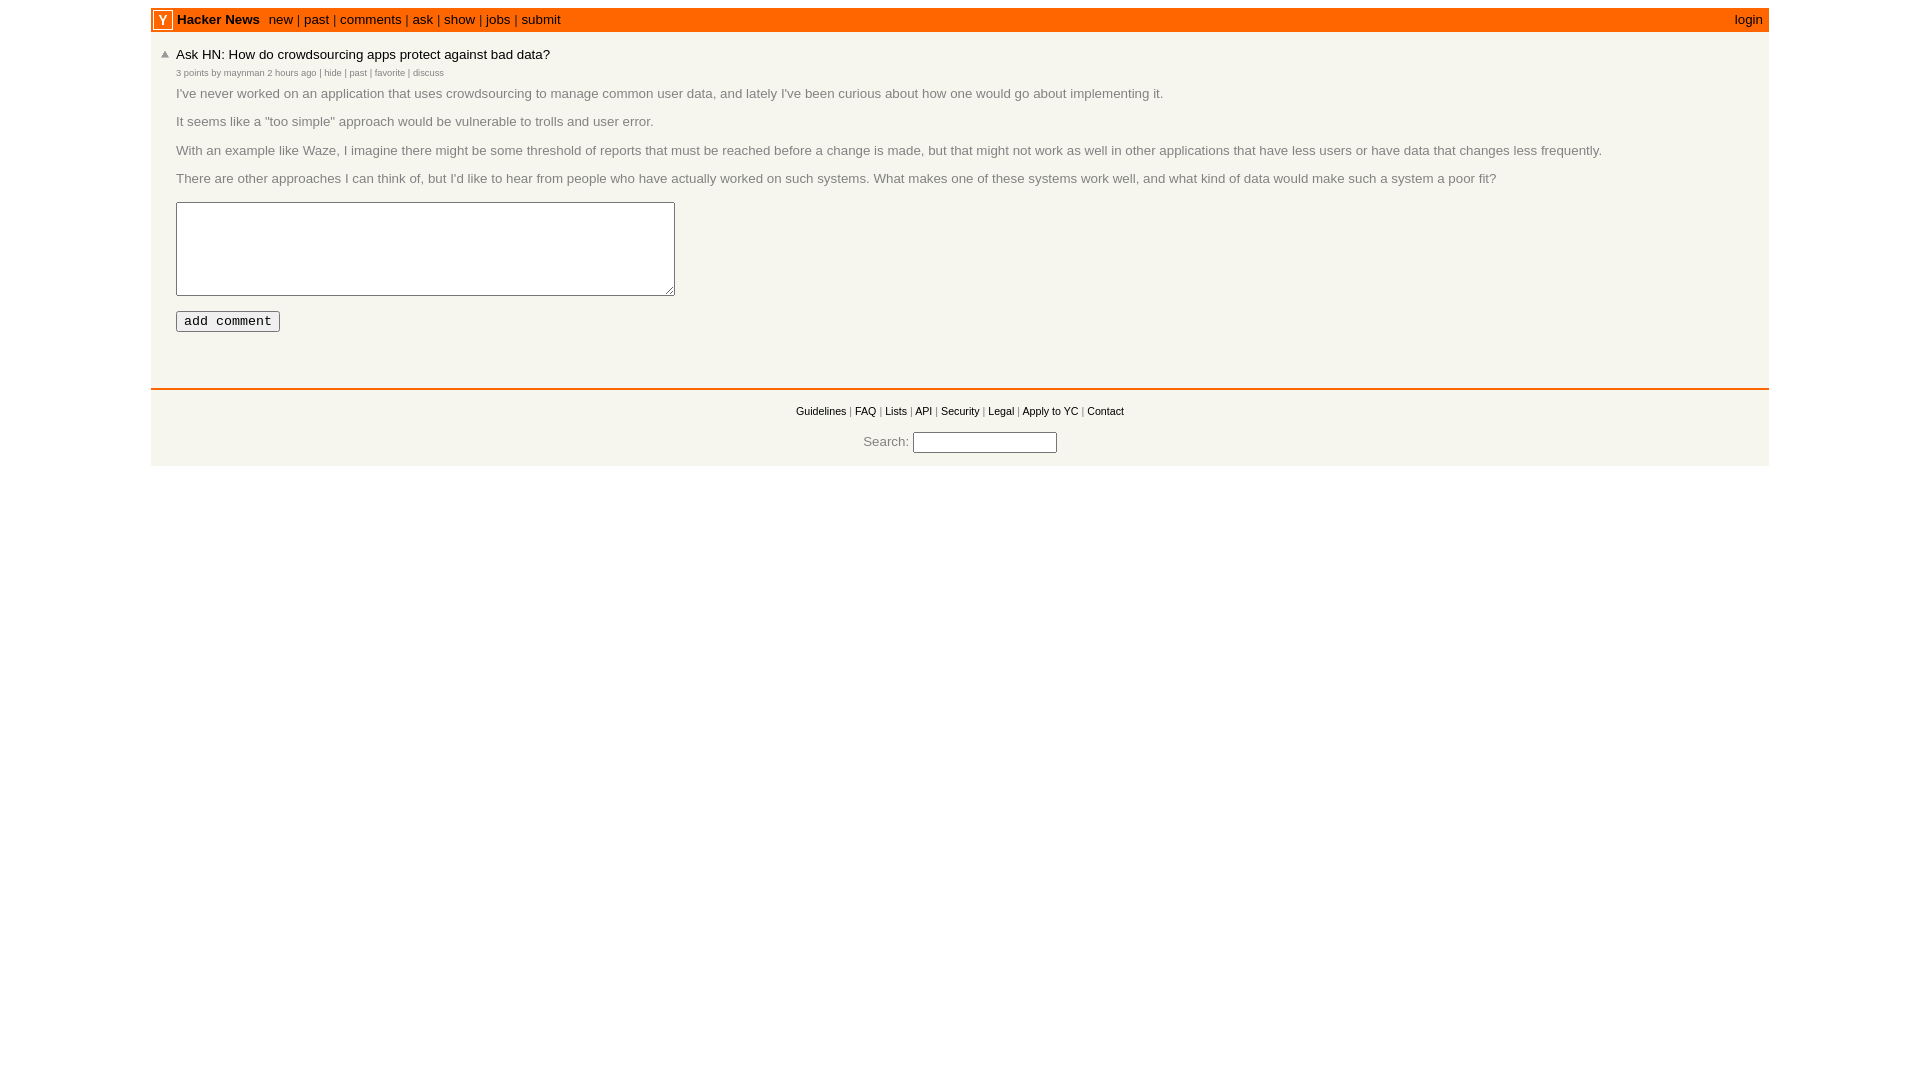 Y Hacker News new | past | comments | ask | show | jobs | submit login
Ask HN: How do crowdsourcing apps protect against bad data?
3 points by maynman 2 hours ago | hide | past | favorite | discuss
I've never worked on an application that uses crowdsourcing to manage common user data, and lately I've been curious about how one would go about implementing it.
It seems like a "too simple" approach would be vulnerable to trolls and user error.
With an example like Waze, I imagine there might be some threshold of reports that must be reached before a change is made, but that might not work as well in other applications that have less users or have data that changes less frequently.
There are other approaches I can think of, but I'd like to hear from people who have actually worked on such systems. What makes one of these systems work well, and what kind of data would make such a system a poor fit?
add comment
Guidelines | FAQ | Lists | API | Security | Legal | Apply to YC | Contact
Search: